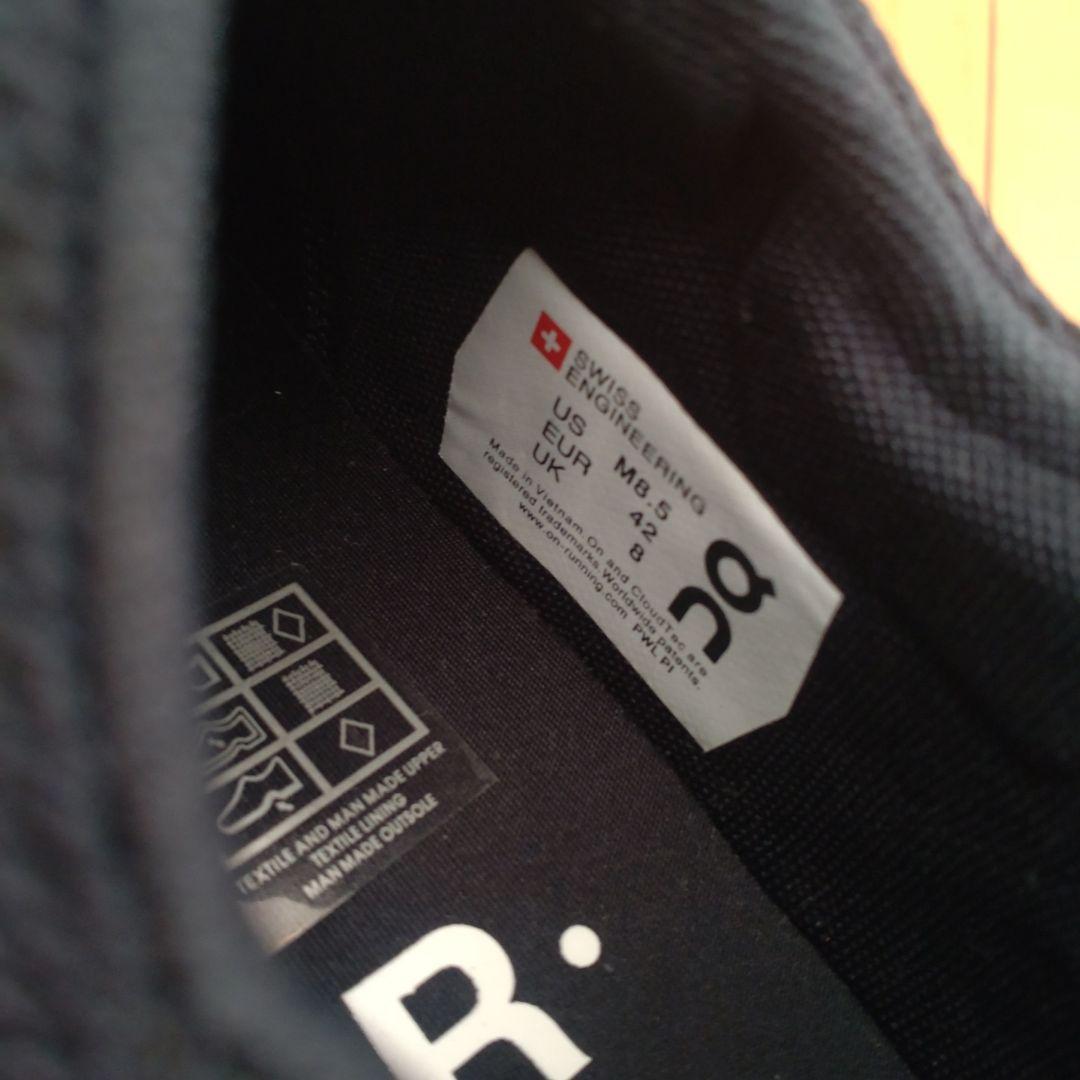 SWISS
ENGINEERING
US M8.5
EUR 42
UK 8
Made in Vietnam. On and CloudTec are
registered trademarks. Worldwide patents.
www.on-running.com PWL PI
On
TEXTILE AND MAN MADE UPPER
TEXTILE LINING
MAN MADE OUTSOLE
R.